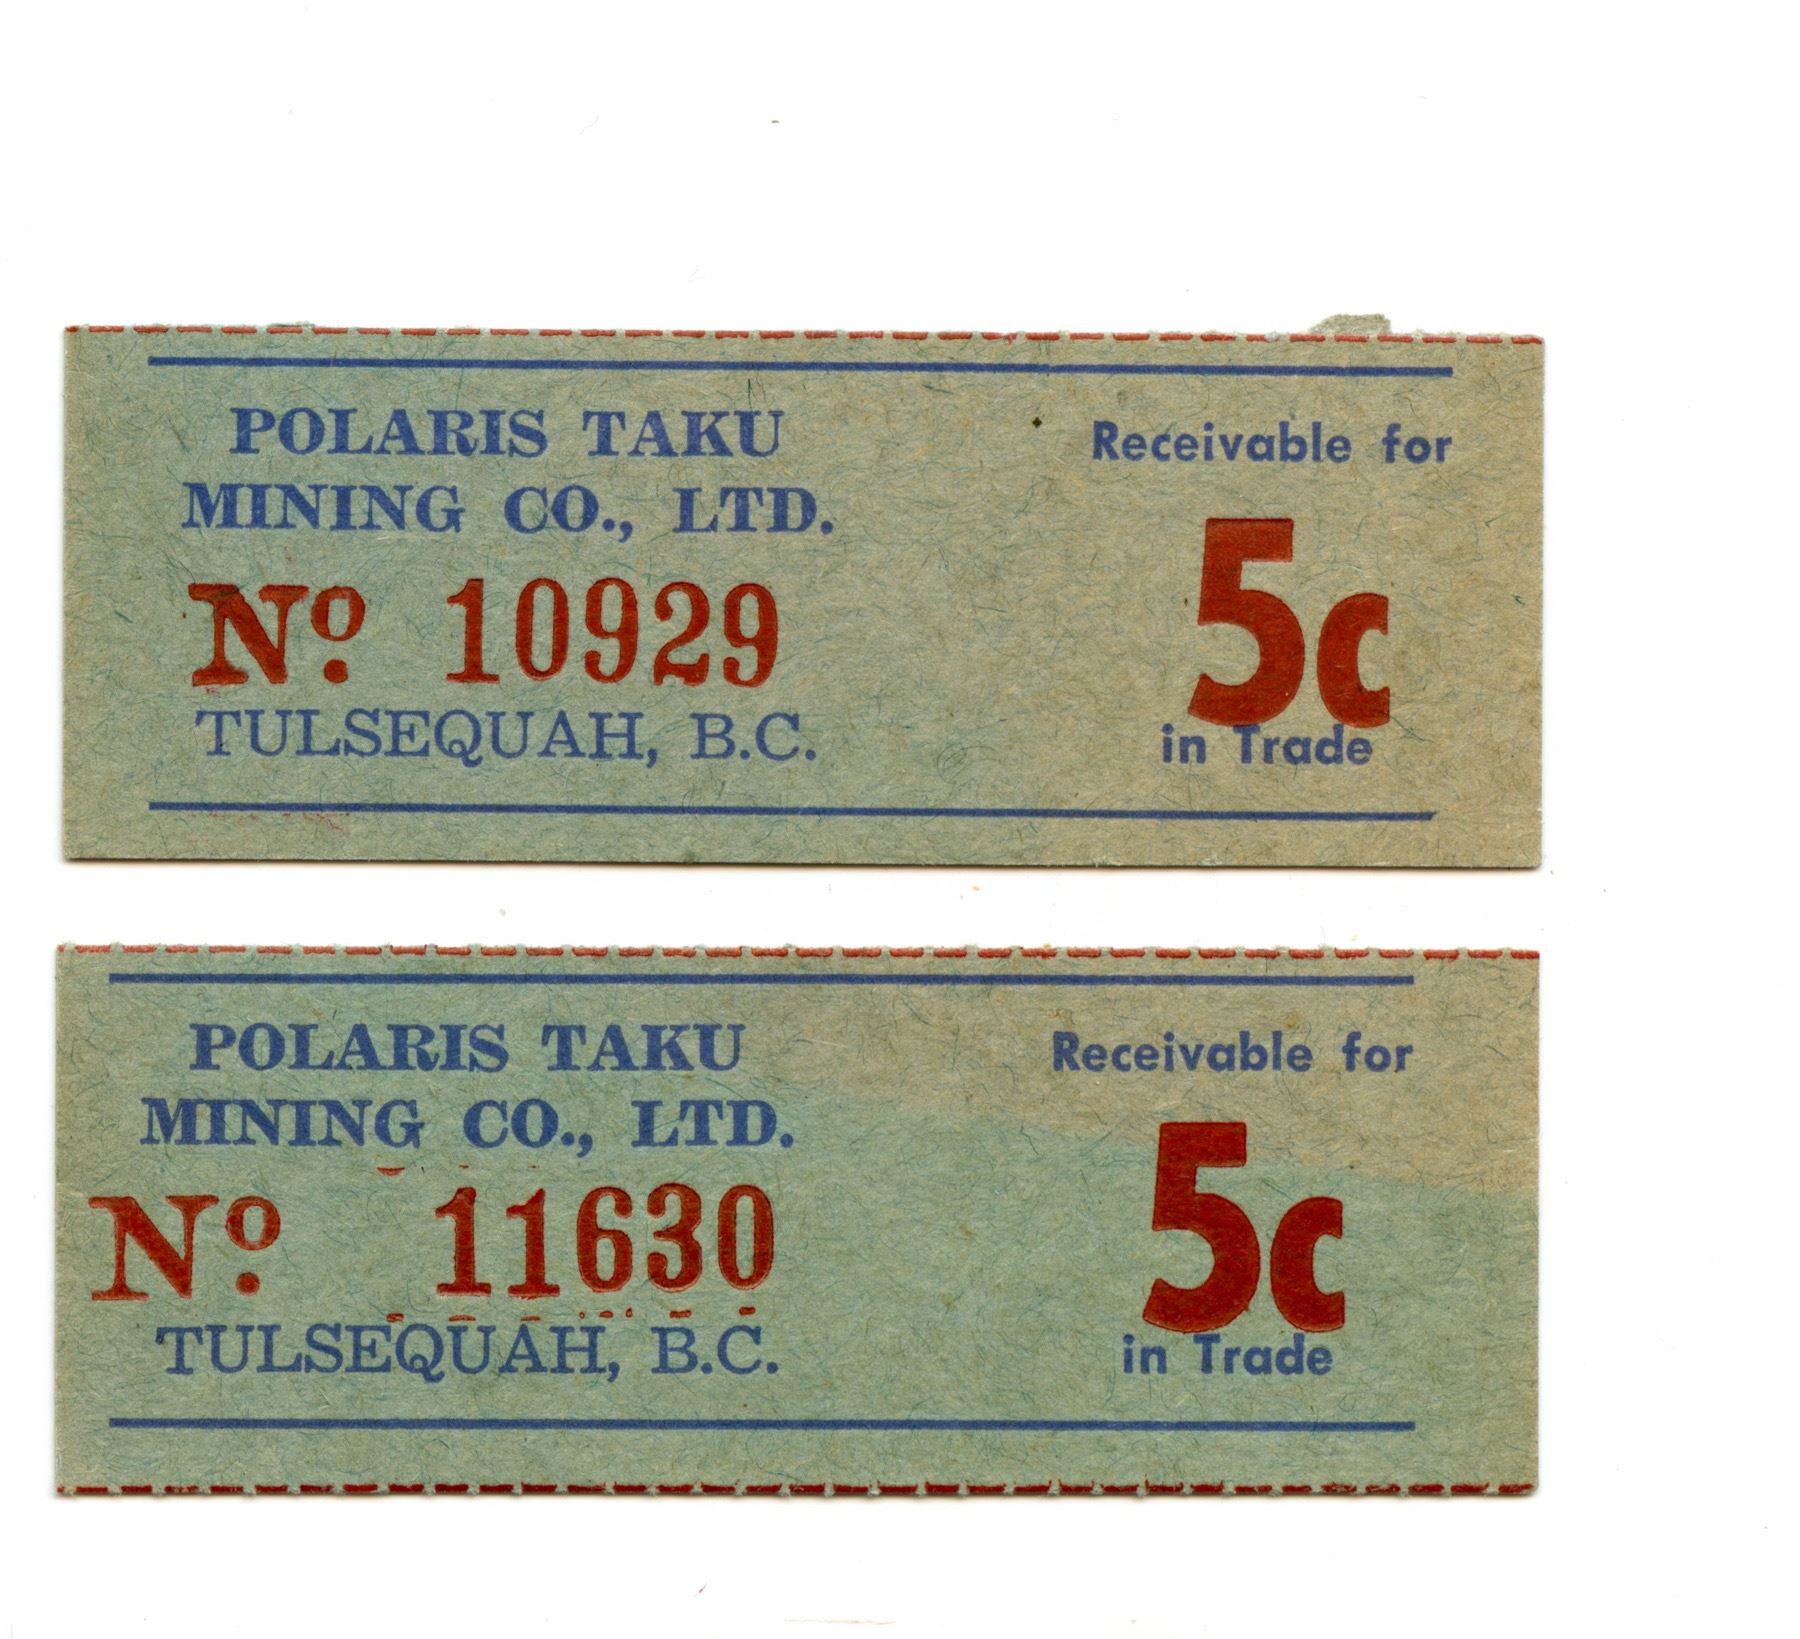 POLARIS TAKU
MINING CO., LTD.
Nº. 10929
TULSEQUAH, B.C.
Receivable for
5c
in Trade
POLARIS TAKU
MINING CO., LTD.
Nº. 11630
TULSEQUAH, B.C.
Receivable for
5c
in Trade